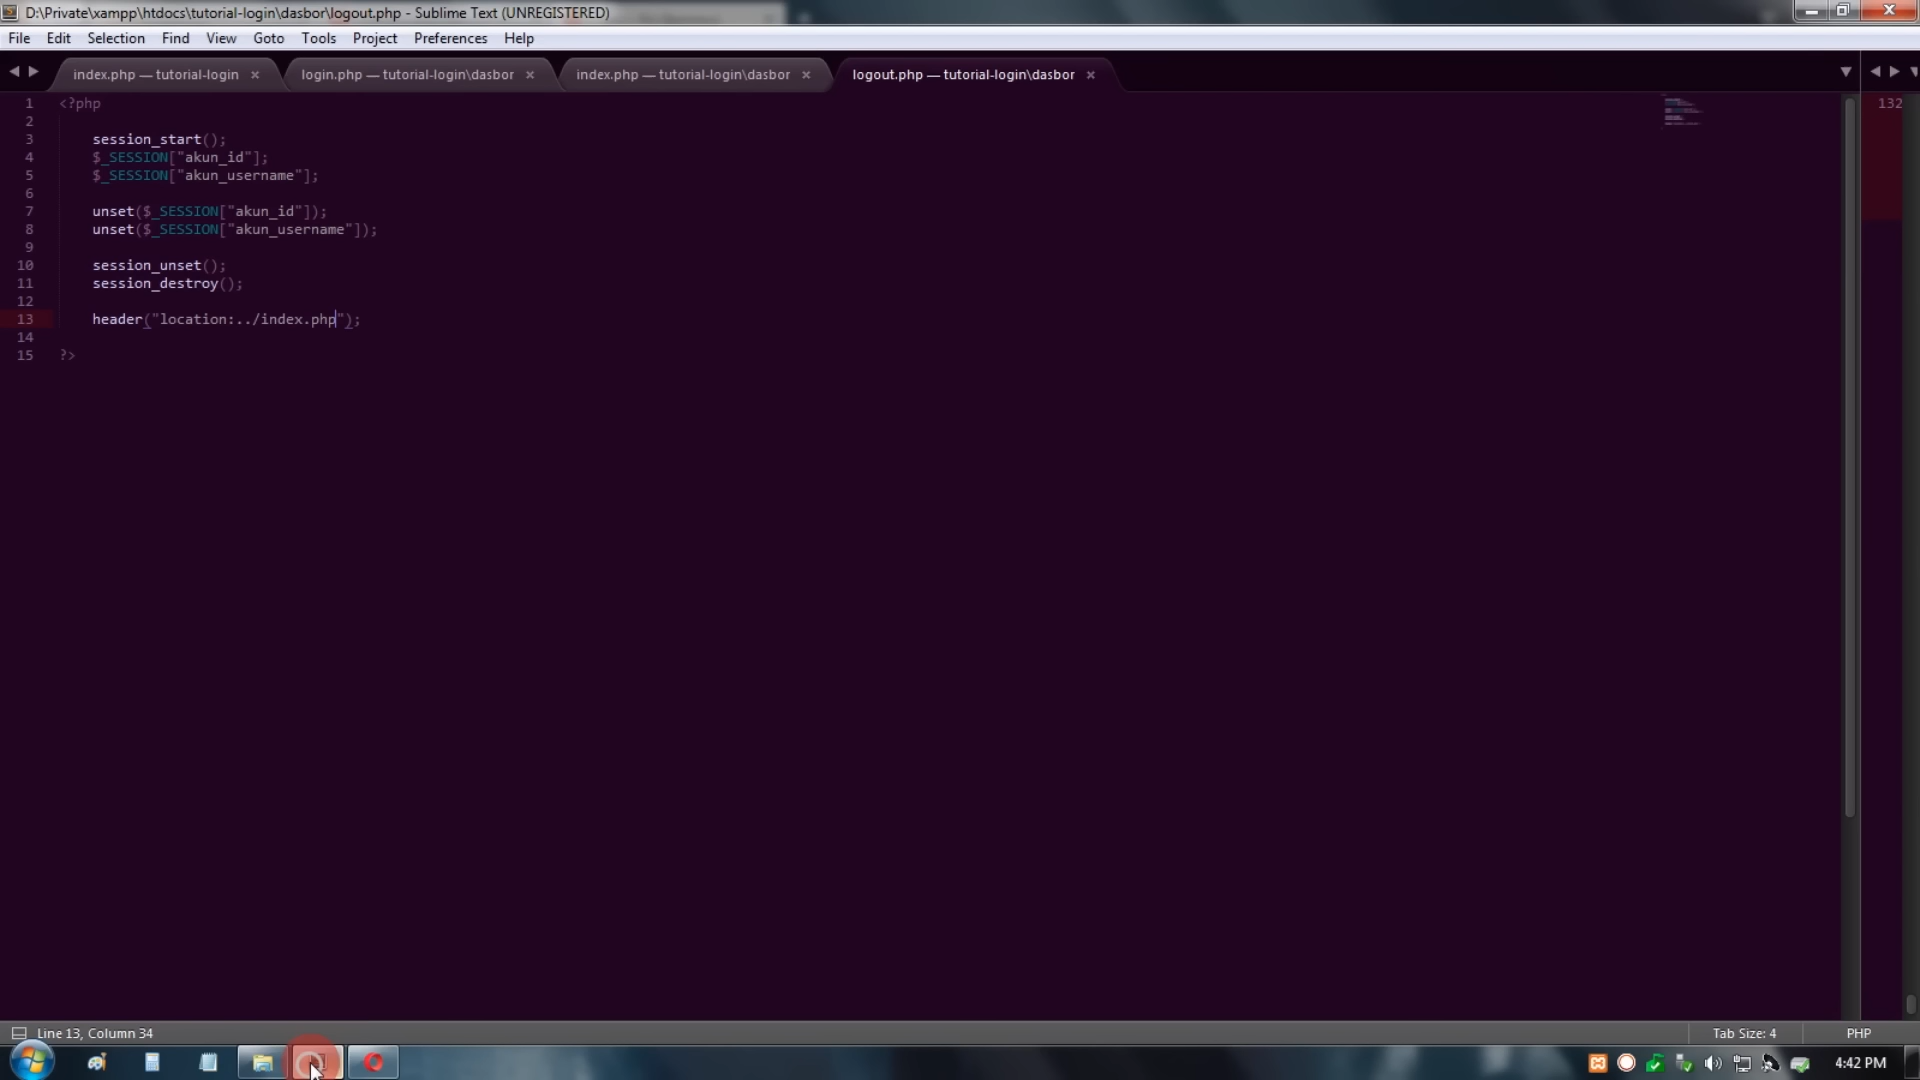 D:\Private\xampp\htdocs\tutorial-login\dasbor\logout.php - Sublime Text (UNREGISTERED)
File Edit Selection Find View Goto Tools Project Preferences Help
index.php — tutorial-login × login.php — tutorial-login\dasbor × index.php — tutorial-login\dasbor × logout.php — tutorial-login\dasbor ×
1 <?php 132
2
3 session_start();
4 $_SESSION["akun_id"];
5 $_SESSION["akun_username"];
6
7 unset($_SESSION["akun_id"]);
8 unset($_SESSION["akun_username"]);
9
10 session_unset();
11 session_destroy();
12
13 header("location:../index.php");
14
15 ?>
Line 13, Column 34 Tab Size: 4 PHP
4:42 PM